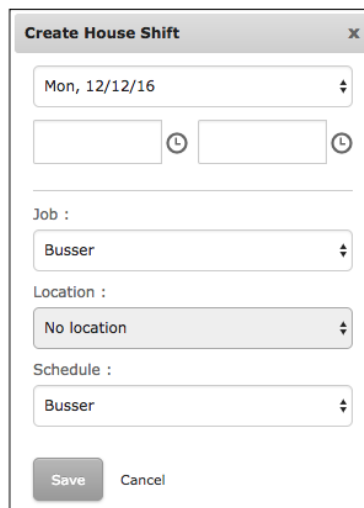 Create House Shift x
Mon, 12/12/16
Job :
Busser
Location :
No location
Schedule :
Busser
Save Cancel